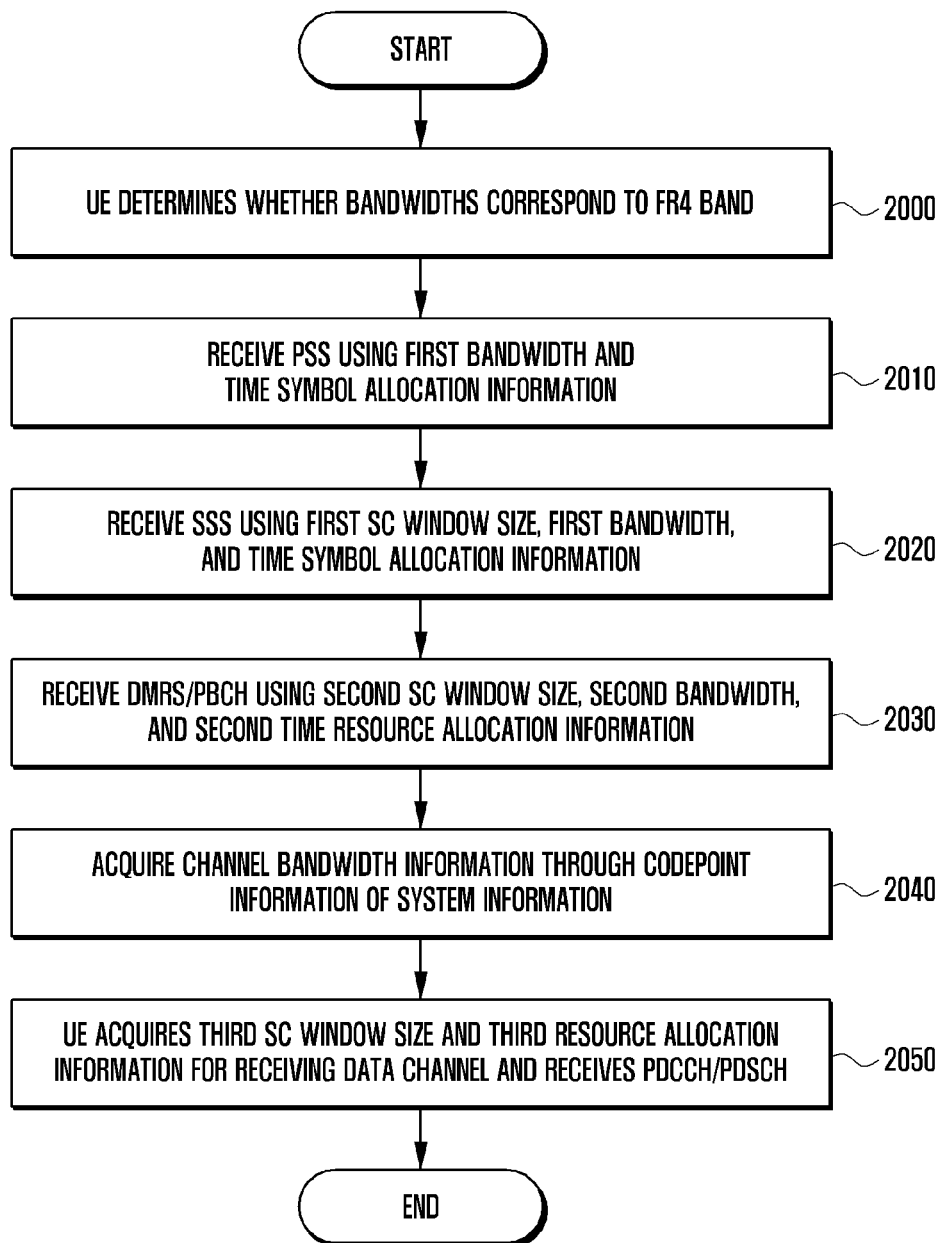 START
UE DETERMINES WHETHER BANDWIDTHS CORRESPOND TO FR4 BAND
2000
RECEIVE PSS USING FIRST BANDWIDTH AND
TIME SYMBOL ALLOCATION INFORMATION
2010
RECEIVE SSS USING FIRST SC WINDOW SIZE, FIRST BANDWIDTH,
AND TIME SYMBOL ALLOCATION INFORMATION
2020
RECEIVE DMRS/PBCH USING SECOND SC WINDOW SIZE, SECOND BANDWIDTH,
AND SECOND TIME RESOURCE ALLOCATION INFORMATION
2030
ACQUIRE CHANNEL BANDWIDTH INFORMATION THROUGH CODEPOINT
INFORMATION OF SYSTEM INFORMATION
2040
UE ACQUIRES THIRD SC WINDOW SIZE AND THIRD RESOURCE ALLOCATION
INFORMATION FOR RECEIVING DATA CHANNEL AND RECEIVES PDCCH/PDSCH
2050
END